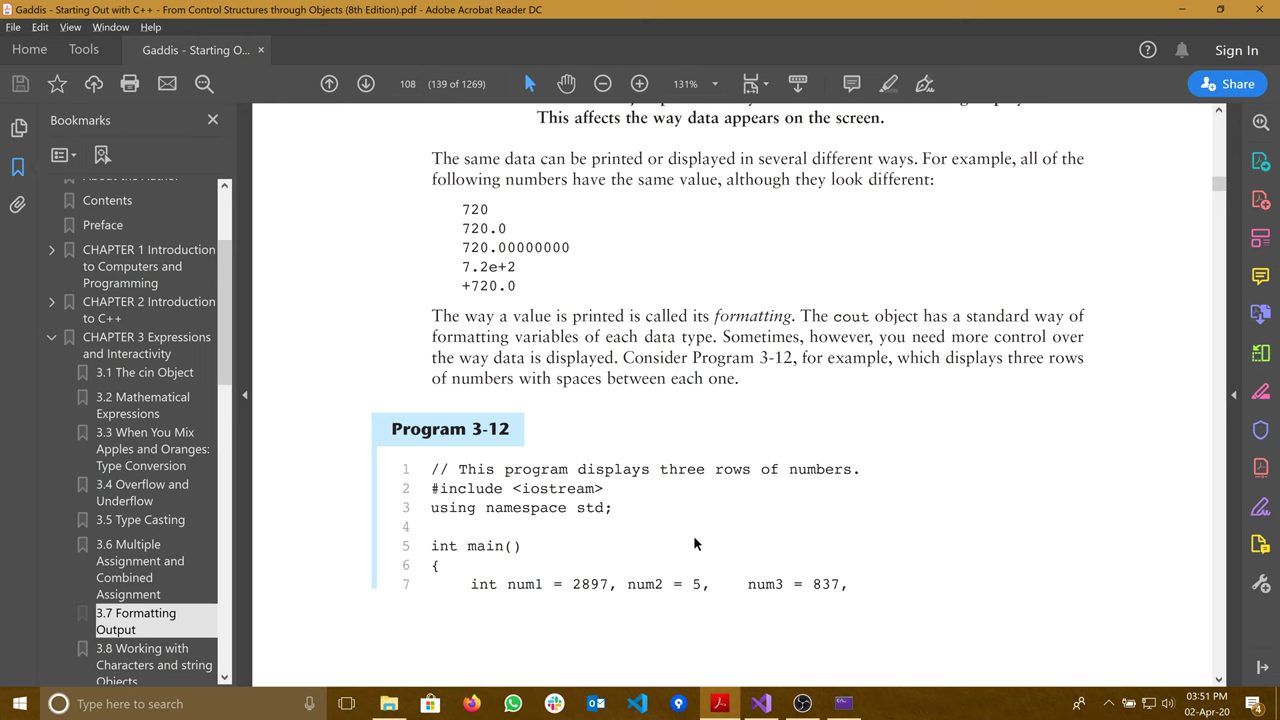 Gaddis - Starting Out with C++ - From Control Structures through Objects (8th Edition).pdf - Adobe Acrobat Reader DC
File Edit View Window Help
Home Tools Gaddis - Starting O... × Sign In
108 (139 of 1269) 131% Share
Bookmarks
Contents
Preface
CHAPTER 1 Introduction
to Computers and
Programming
CHAPTER 2 Introduction
to C++
CHAPTER 3 Expressions
and Interactivity
3.1 The cin Object
3.2 Mathematical
Expressions
3.3 When You Mix
Apples and Oranges:
Type Conversion
3.4 Overflow and
Underflow
3.5 Type Casting
3.6 Multiple
Assignment and
Combined
Assignment
3.7 Formatting
Output
3.8 Working with
Characters and string
Objects
This affects the way data appears on the screen.
The same data can be printed or displayed in several different ways. For example, all of the
following numbers have the same value, although they look different:
720
720.0
720.00000000
7.2e+2
+720.0
The way a value is printed is called its formatting. The cout object has a standard way of
formatting variables of each data type. Sometimes, however, you need more control over
the way data is displayed. Consider Program 3-12, for example, which displays three rows
of numbers with spaces between each one.
Program 3-12
1 // This program displays three rows of numbers.
2 #include <iostream>
3 using namespace std;
4
5 int main()
6 {
7 int num1 = 2897, num2 = 5, num3 = 837,
Type here to search
03:51 PM
02-Apr-20
4